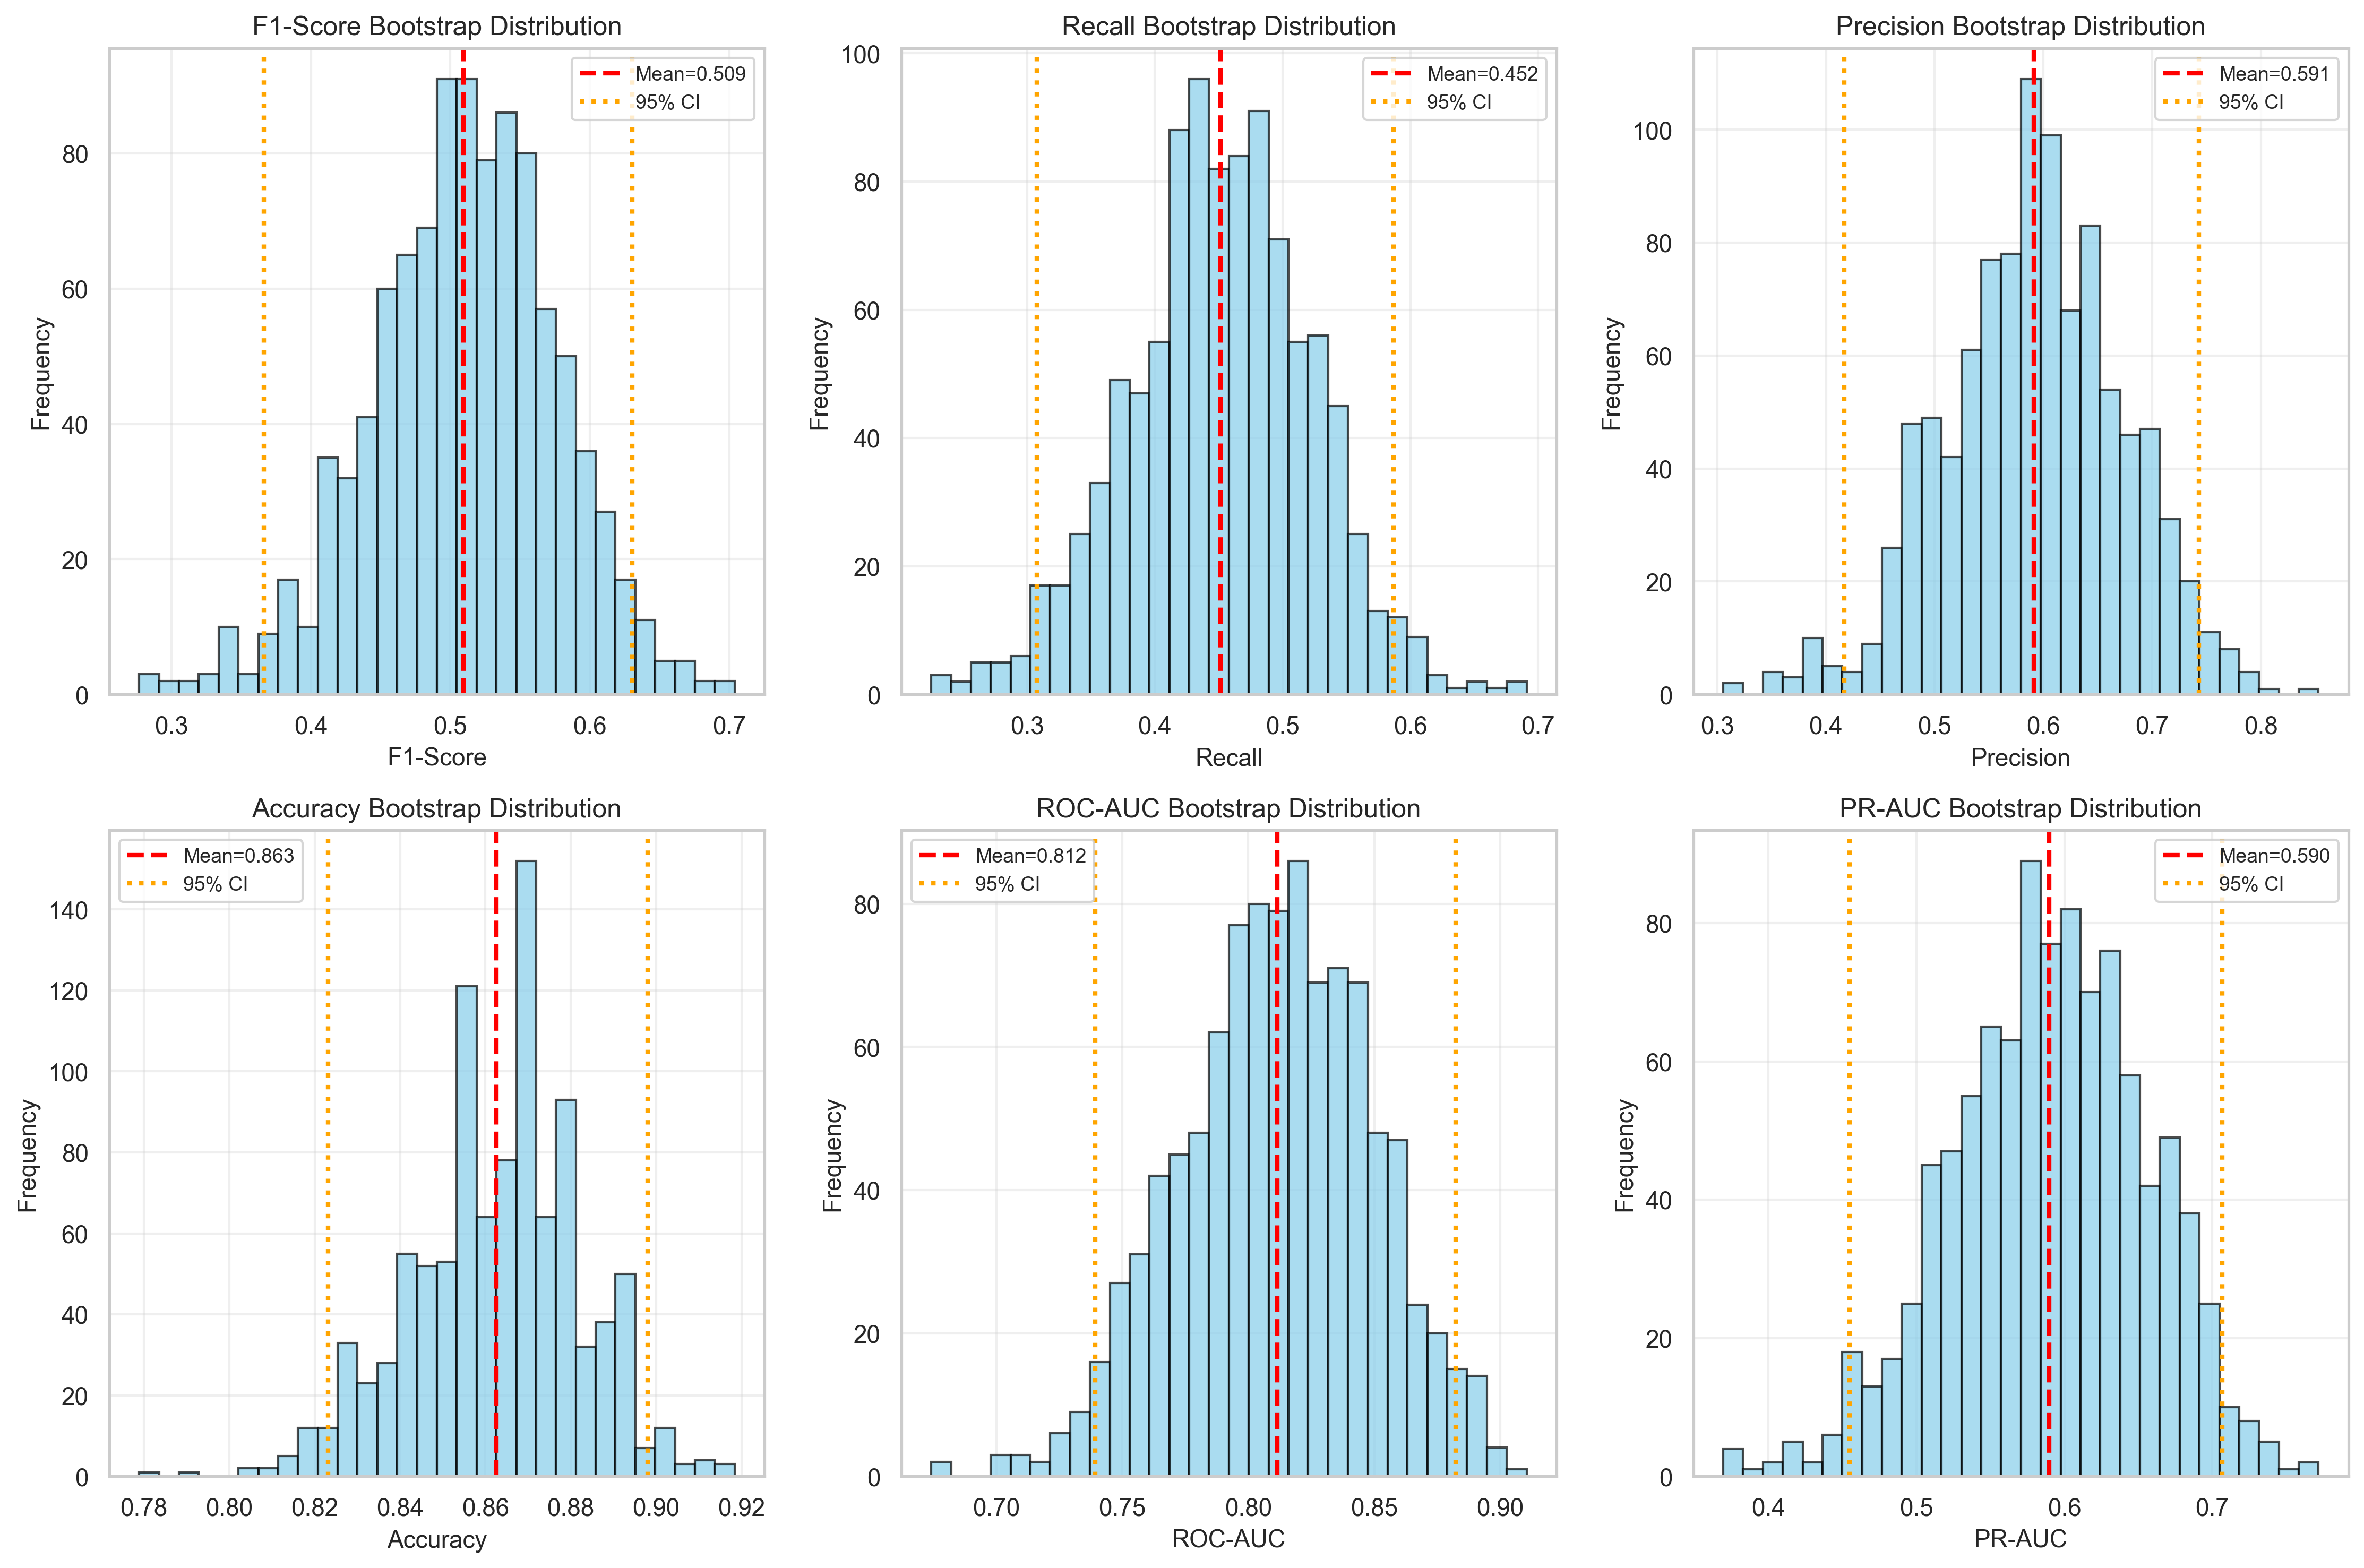 F1-Score Bootstrap Distribution
Mean=0.509
95% CI
Frequency
80
60
40
20
0
0.3 0.4 0.5 0.6 0.7
F1-Score
Recall Bootstrap Distribution
Mean=0.452
95% CI
Frequency
100
80
60
40
20
0
0.3 0.4 0.5 0.6 0.7
Recall
Precision Bootstrap Distribution
Mean=0.591
95% CI
Frequency
100
80
60
40
20
0
0.3 0.4 0.5 0.6 0.7 0.8
Precision
Accuracy Bootstrap Distribution
Mean=0.863
95% CI
Frequency
140
120
100
80
60
40
20
0
0.78 0.80 0.82 0.84 0.86 0.88 0.90 0.92
Accuracy
ROC-AUC Bootstrap Distribution
Mean=0.812
95% CI
Frequency
80
60
40
20
0
0.70 0.75 0.80 0.85 0.90
ROC-AUC
PR-AUC Bootstrap Distribution
Mean=0.590
95% CI
Frequency
80
60
40
20
0
0.4 0.5 0.6 0.7
PR-AUC